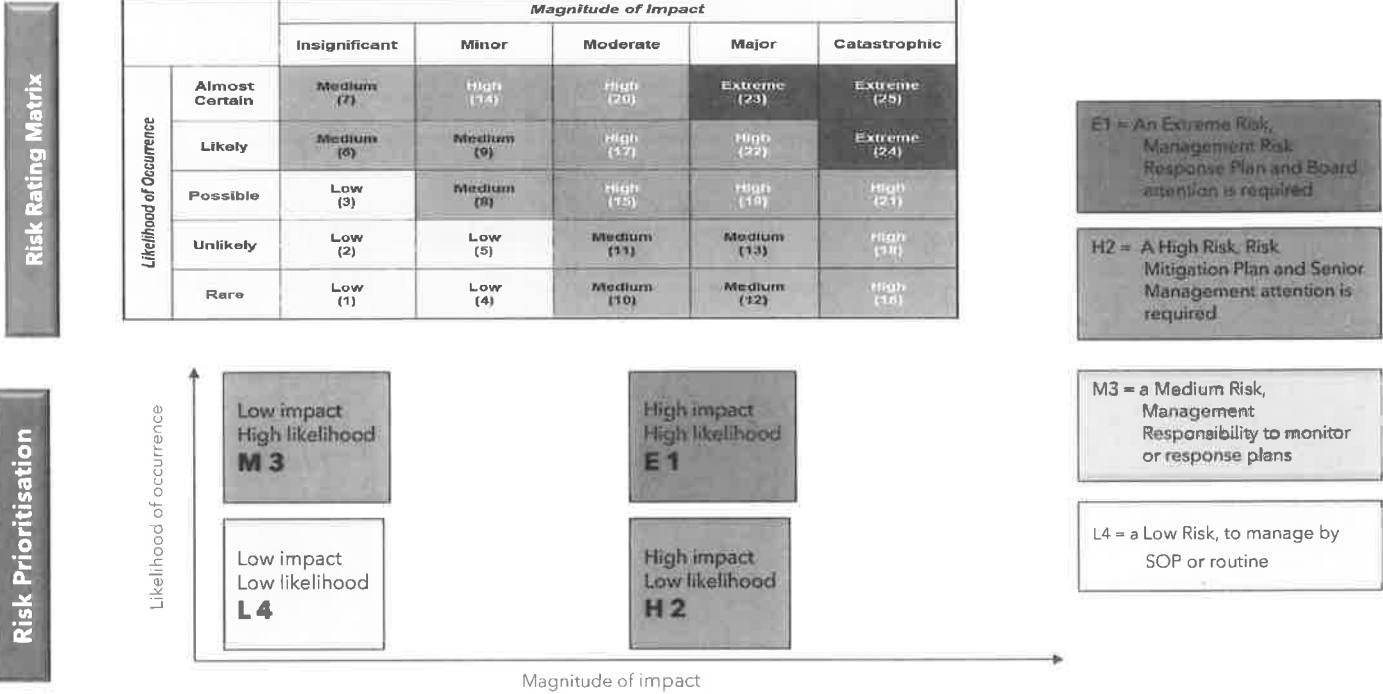 Risk Rating Matrix
Magnitude of Impact
Insignificant Minor Moderate Major Catastrophic
Likelihood of Occurrence
Almost Certain Medium (7) High (14) High (20) Extreme (23) Extreme (25)
Likely Medium (6) Medium (9) High (17) High (22) Extreme (24)
Possible Low (3) Medium (8) High (15) High (19) High (21)
Unlikely Low (2) Low (5) Medium (11) Medium (13) High (18)
Rare Low (1) Low (4) Medium (10) Medium (12) High (16)
E1 = An Extreme Risk,
Management Risk
Response Plan and Board
attention is required
H2 = A High Risk, Risk
Mitigation Plan and Senior
Management attention is
required
M3 = a Medium Risk,
Management
Responsibility to monitor
or response plans
L4 = a Low Risk, to manage by
SOP or routine
Risk Prioritisation
Likelihood of occurrence
Low impact
High likelihood
M 3
High impact
High likelihood
E 1
Low impact
Low likelihood
L 4
High impact
Low likelihood
H 2
Magnitude of impact